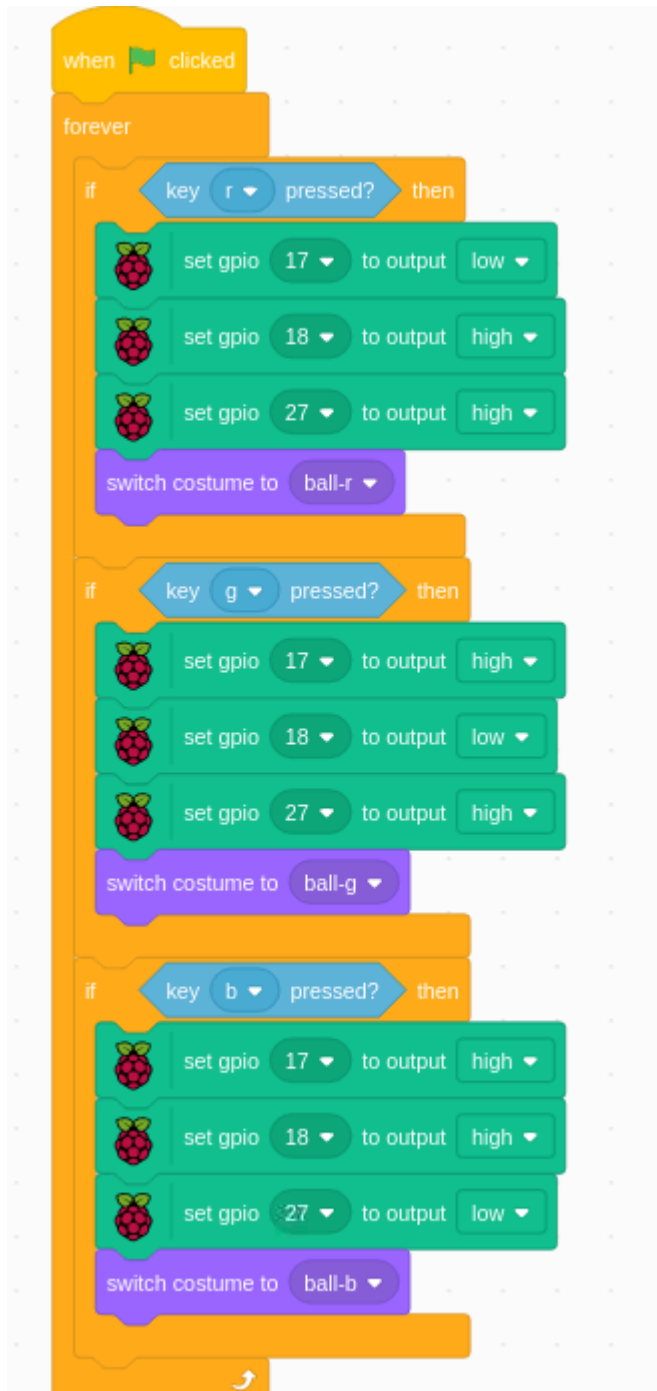 when clicked
forever
if key r pressed? then
set gpio 17 to output low
set gpio 18 to output high
set gpio 27 to output high
switch costume to ball-r
if key g pressed? then
set gpio 17 to output high
set gpio 18 to output low
set gpio 27 to output high
switch costume to ball-g
if key b pressed? then
set gpio 17 to output high
set gpio 18 to output high
set gpio 27 to output low
switch costume to ball-b